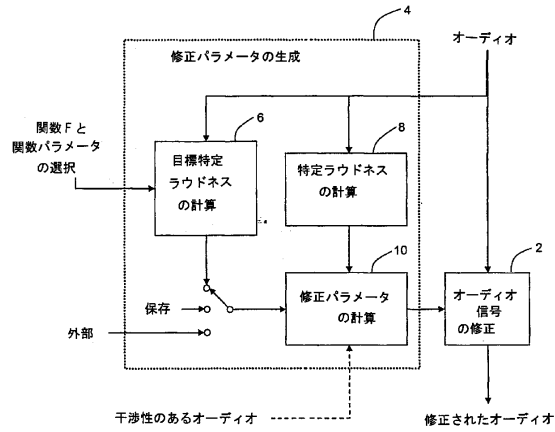 4
オーディオ
修正パラメータの生成
関数Fと
関数パラメータ
の選択
6
目標特定
ラウドネス
の計算
8
特定ラウドネス
の計算
10
修正パラメータ
の計算
2
オーディオ
信号
の修正
保存
外部
干渉性のあるオーディオ
修正されたオーディオ